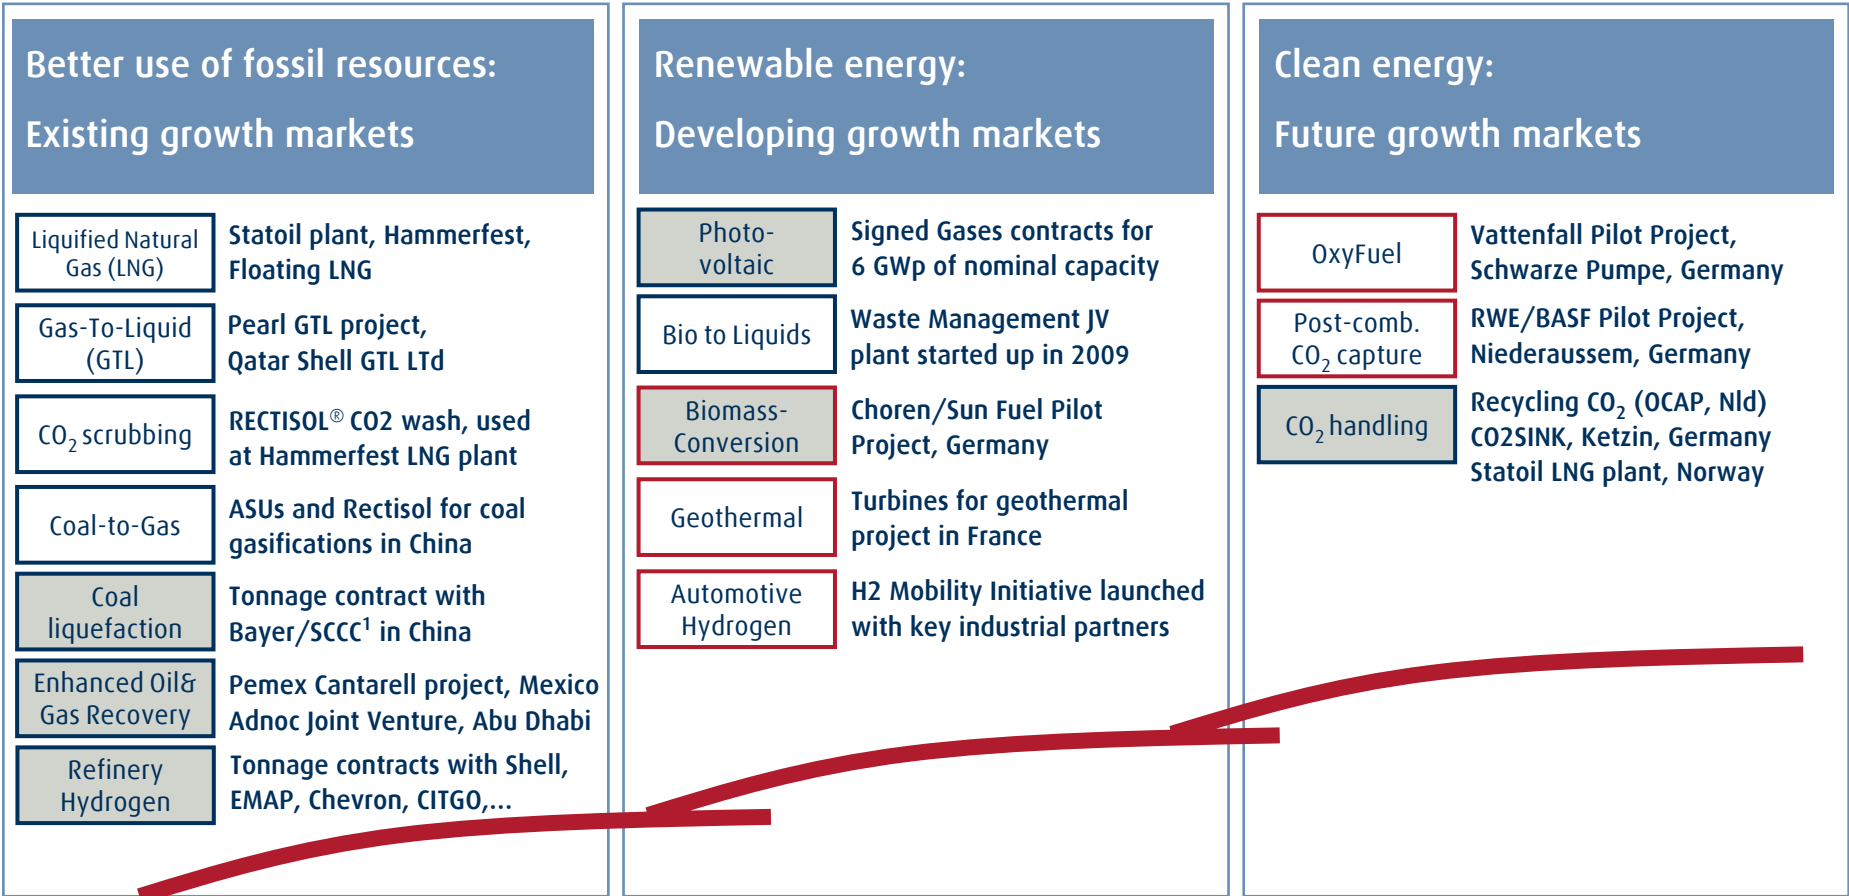 Better use of fossil resources:
Existing growth markets
Liquified Natural
Gas (LNG)
Statoil plant, Hammerfest,
Floating LNG
Gas-To-Liquid
(GTL)
Pearl GTL project,
Qatar Shell GTL LTd
CO₂ scrubbing
RECTISOL® CO2 wash, used
at Hammerfest LNG plant
Coal-to-Gas
ASUs and Rectisol for coal
gasifications in China
Coal
liquefaction
Tonnage contract with
Bayer/SCCC¹ in China
Enhanced Oil&
Gas Recovery
Pemex Cantarell project, Mexico
Adnoc Joint Venture, Abu Dhabi
Refinery
Hydrogen
Tonnage contracts with Shell,
EMAP, Chevron, CITGO,...
Renewable energy:
Developing growth markets
Photo-
voltaic
Signed Gases contracts for
6 GWp of nominal capacity
Bio to Liquids
Waste Management JV
plant started up in 2009
Biomass-
Conversion
Choren/Sun Fuel Pilot
Project, Germany
Geothermal
Turbines for geothermal
project in France
Automotive
Hydrogen
H2 Mobility Initiative launched
with key industrial partners
Clean energy:
Future growth markets
OxyFuel
Vattenfall Pilot Project,
Schwarze Pumpe, Germany
Post-comb.
CO₂ capture
RWE/BASF Pilot Project,
Niederaussem, Germany
CO₂ handling
Recycling CO₂ (OCAP, Nld)
CO2SINK, Ketzin, Germany
Statoil LNG plant, Norway